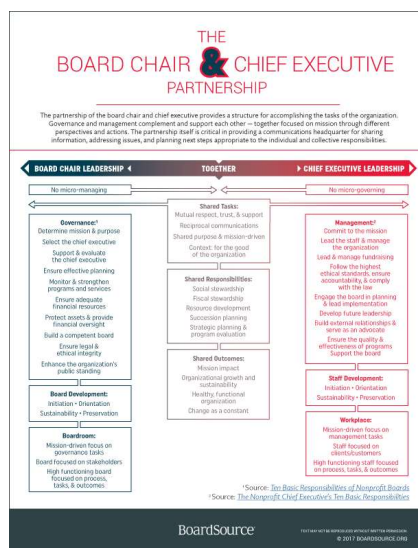 THE
BOARD CHAIR & CHIEF EXECUTIVE
PARTNERSHIP
The partnership of the board chair and chief executive provides a structure for accomplishing the tasks of the organization.
Governance and management complement and support each other — together focused on mission through different
perspectives and actions. The partnership itself is critical in providing a communications headquarters for sharing
information, addressing issues, and planning next steps appropriate to the individual and collective responsibilities.
BOARD CHAIR LEADERSHIP
TOGETHER
CHIEF EXECUTIVE LEADERSHIP
No micro-managing
No micro-governing
Governance:¹
Determine mission & purpose
Select the chief executive
Support & evaluate
the chief executive
Ensure effective planning
Monitor & strengthen
programs and services
Ensure adequate
financial resources
Protect assets & provide
financial oversight
Build a competent board
Ensure legal &
ethical integrity
Enhance the organization's
public standing
Board Development:
Initiation • Orientation
Sustainability • Preservation
Boardroom:
Mission-driven focus on
governance tasks
Board focused on stakeholders
High functioning board
focused on process,
tasks, & outcomes
Shared Tasks:
Mutual respect, trust, & support
Reciprocal communications
Shared purpose & mission-driven
Context: for the good
of the organization
Shared Responsibilities:
Social stewardship
Fiscal stewardship
Resource development
Succession planning
Strategic planning &
program evaluation
Shared Outcomes:
Mission impact
Organizational growth and
sustainability
Healthy, functional
organization
Change as a constant
Management:²
Commit to the mission
Lead the staff & manage
the organization
Lead & manage fundraising
Follow the highest
ethical standards, ensure
accountability, & comply
with the law
Engage the board in planning
& lead implementation
Develop future leadership
Build external relationships &
serve as an advocate
Ensure the quality &
effectiveness of programs
Support the board
Staff Development:
Initiation • Orientation
Sustainability • Preservation
Workplace:
Mission-driven focus on
management tasks
Staff focused on
clients/customers
High functioning staff focused
on process, tasks, & outcomes
¹Source: Ten Basic Responsibilities of Nonprofit Boards
²Source: The Nonprofit Chief Executive's Ten Basic Responsibilities
BoardSource
TEXT MAY NOT BE REPRODUCED WITHOUT WRITTEN PERMISSION
© 2017 BOARDSOURCE.ORG